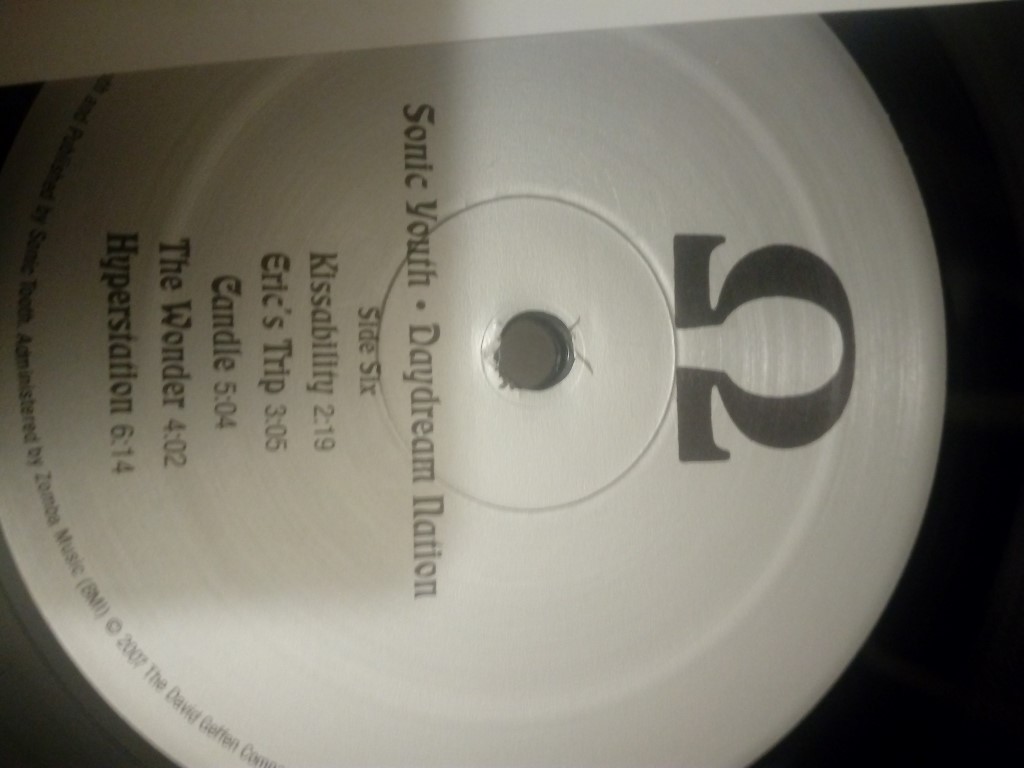 Ω
Sonic Youth • Daydream Nation
Side Six
Kissability 2:19
Eric's Trip 3:05
Candle 5:04
The Wonder 4:02
Hyperstation 6:14
and Published by Sonic Tooth, Administered by Zomba Music (BMI) © 2007 The David Geffen